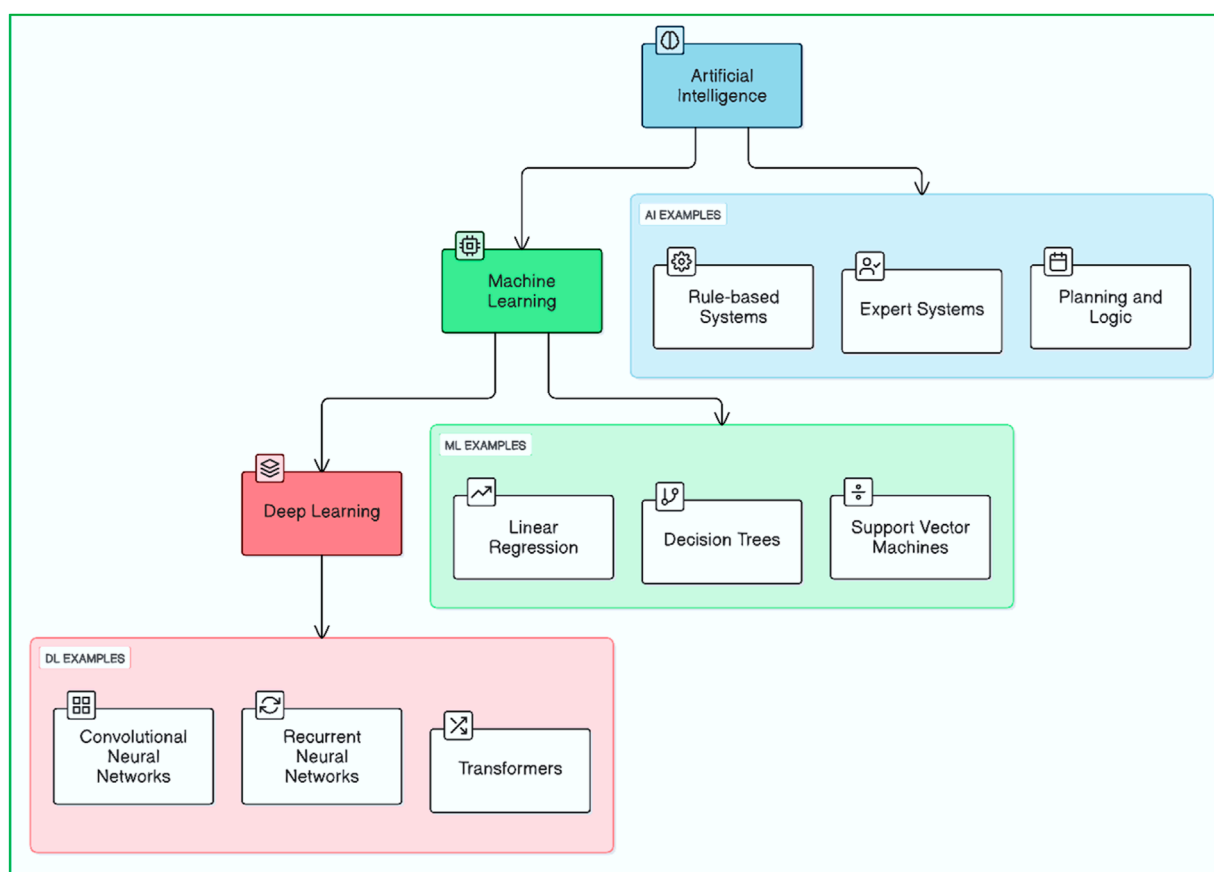 Artificial
Intelligence
AI EXAMPLES
Rule-based
Systems
Expert Systems
Planning and
Logic
Machine
Learning
ML EXAMPLES
Linear
Regression
Decision Trees
Support Vector
Machines
Deep Learning
DL EXAMPLES
Convolutional
Neural
Networks
Recurrent
Neural
Networks
Transformers